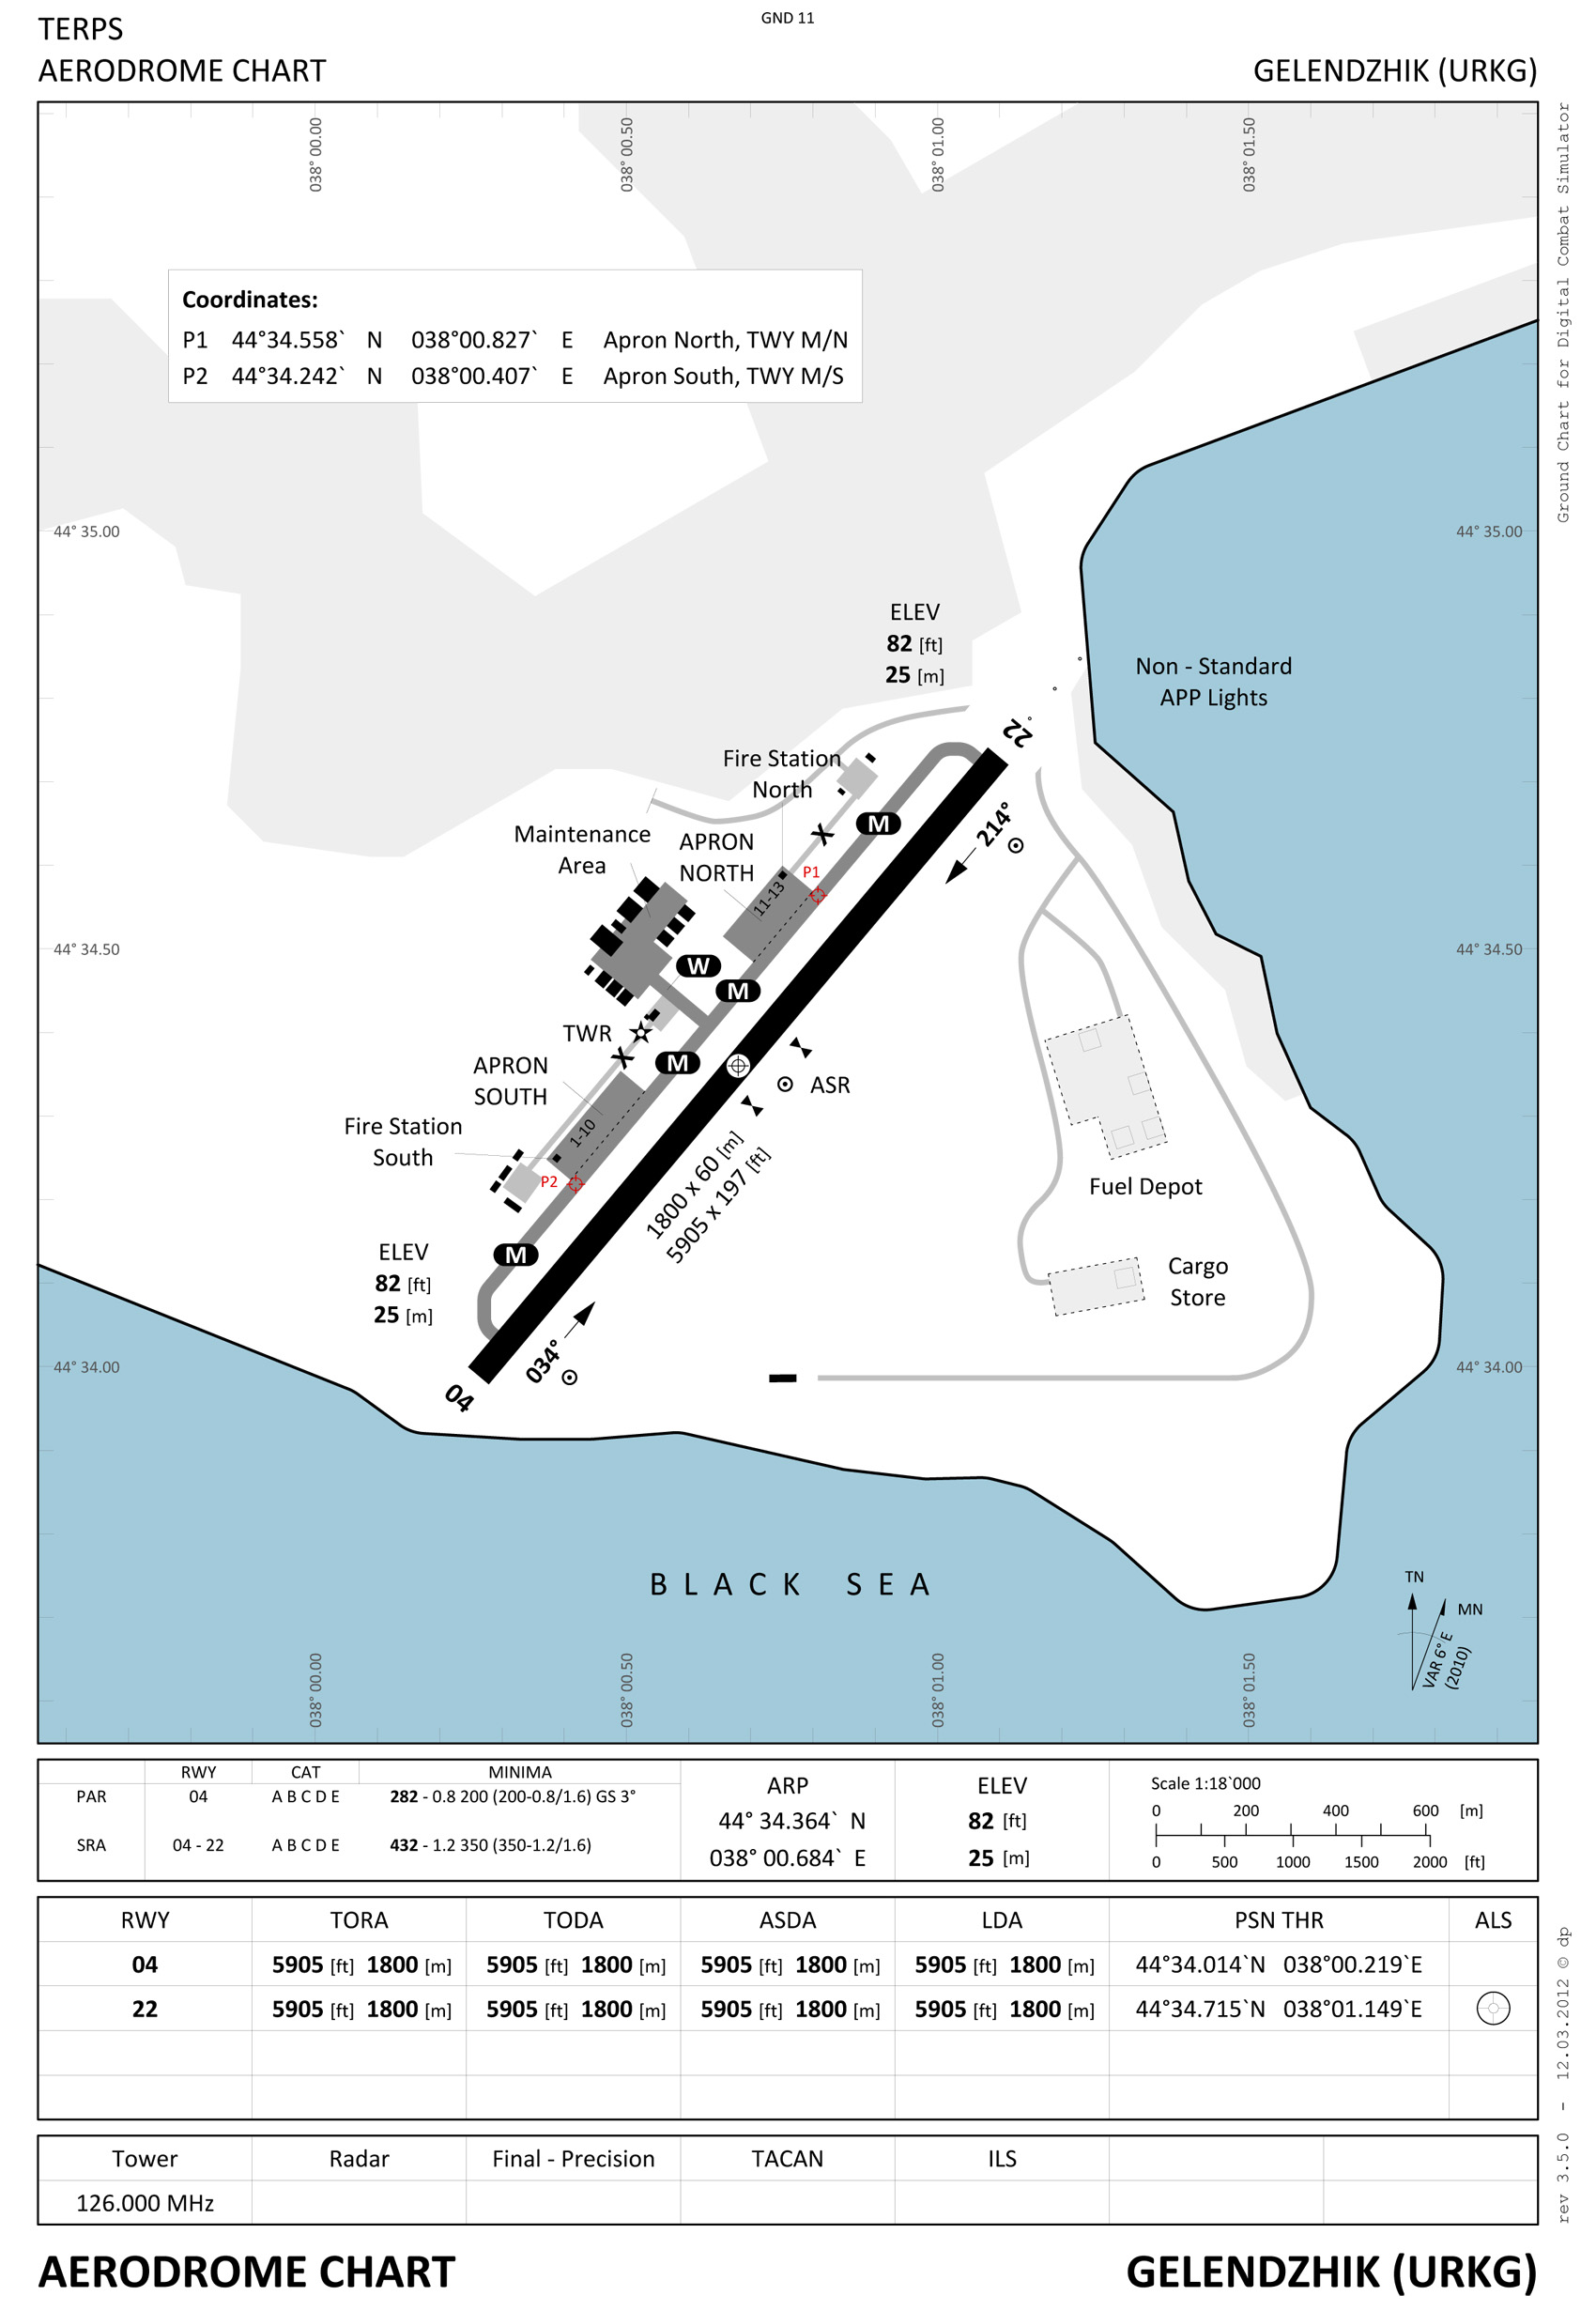 GND 11
TERPS
AERODROME CHART
GELENDZHIK (URKG)
Ground Chart for Digital Combat Simulator
038° 00.00
038° 00.50
038° 01.00
038° 01.50
Coordinates:
P1 44°34.558` N 038°00.827` E Apron North, TWY M/N
P2 44°34.242` N 038°00.407` E Apron South, TWY M/S
44° 35.00
44° 35.00
ELEV
82 [ft]
25 [m]
Non - Standard
APP Lights
22
Fire Station
North
214°
M
Maintenance
Area
APRON
NORTH
P1
11-13
44° 34.50
44° 34.50
W
M
TWR
X
X
M
APRON
SOUTH
ASR
1-10
Fire Station
South
P2
1800 x 60 [m]
5905 x 197 [ft]
Fuel Depot
M
ELEV
82 [ft]
25 [m]
Cargo
Store
034°
04
44° 34.00
44° 34.00
BLACK SEA
TN
MN
VAR 6° E
(2010)
038° 00.00
038° 00.50
038° 01.00
038° 01.50
RWY CAT MINIMA
PAR 04 A B C D E 282 - 0.8 200 (200-0.8/1.6) GS 3°
SRA 04 - 22 A B C D E 432 - 1.2 350 (350-1.2/1.6)
ARP
44° 34.364` N
038° 00.684` E
ELEV
82 [ft]
25 [m]
Scale 1:18`000
0 200 400 600 [m]
0 500 1000 1500 2000 [ft]
RWY TORA TODA ASDA LDA PSN THR ALS
04 5905 [ft] 1800 [m] 5905 [ft] 1800 [m] 5905 [ft] 1800 [m] 5905 [ft] 1800 [m] 44°34.014`N 038°00.219`E
22 5905 [ft] 1800 [m] 5905 [ft] 1800 [m] 5905 [ft] 1800 [m] 5905 [ft] 1800 [m] 44°34.715`N 038°01.149`E
Tower Radar Final - Precision TACAN ILS
126.000 MHz
rev 3.5.0 - 12.03.2012 © dp
AERODROME CHART
GELENDZHIK (URKG)